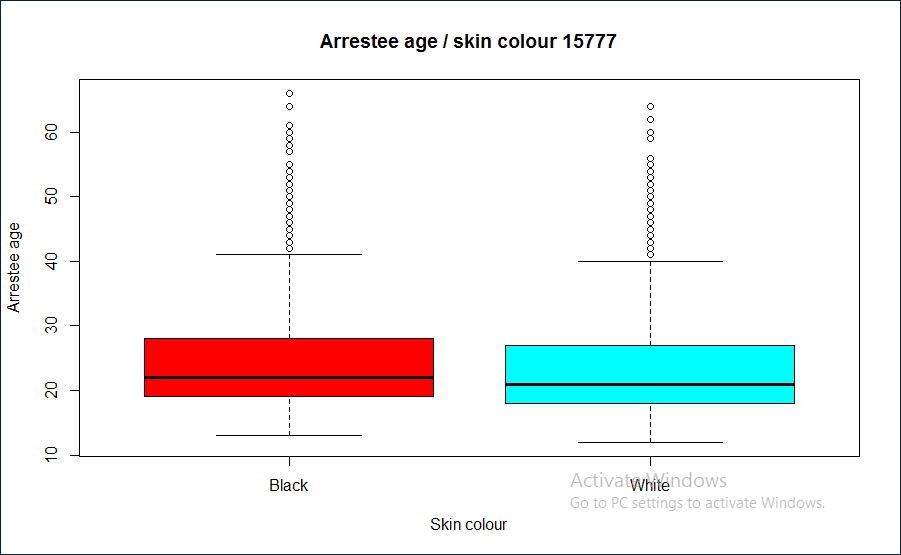 Arrestee age / skin colour 15777
Arrestee age
60
50
40
30
20
10
Black
White
Activate Windows
Go to PC settings to activate Windows.
Skin colour